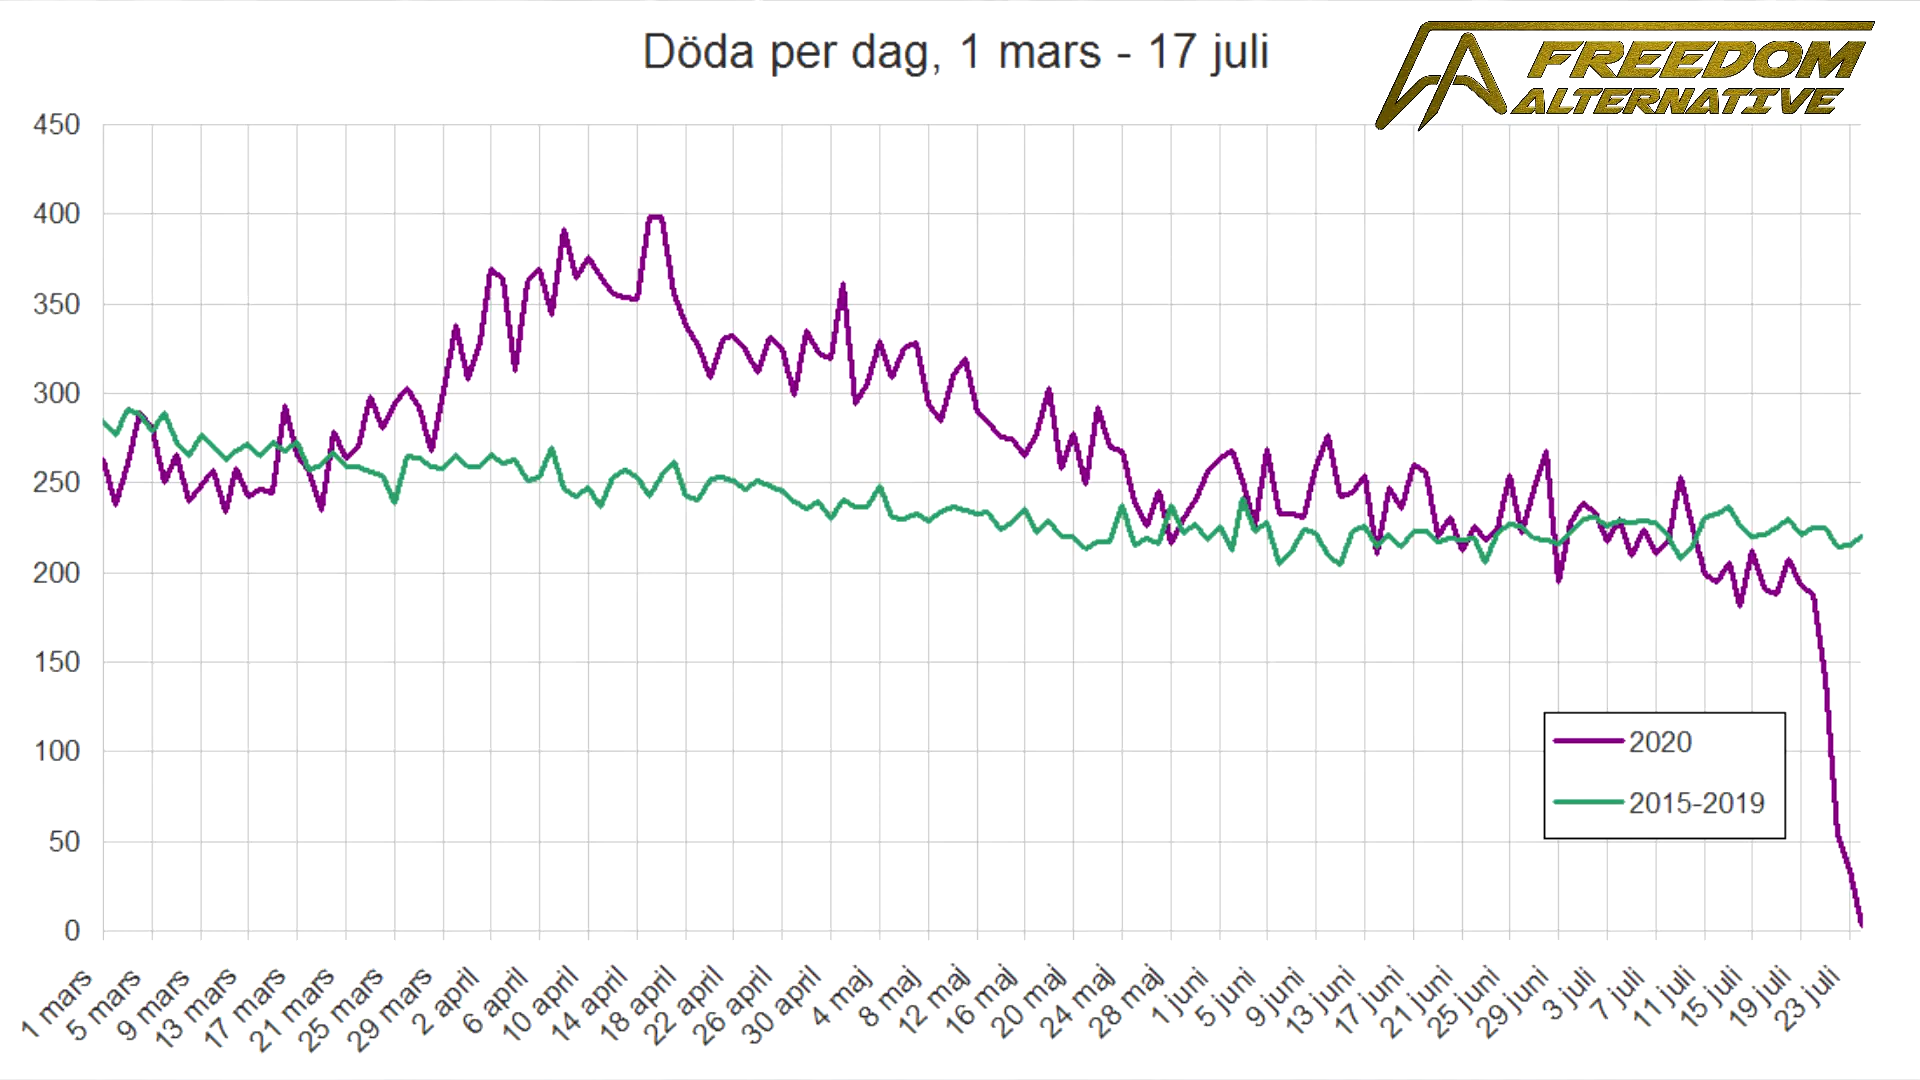 Döda per dag, 1 mars - 17 juli
FREEDOM
ALTERNATIVE
450
400
350
300
250
200
150
100
50
0
2020
2015-2019
1 mars
5 mars
9 mars
13 mars
17 mars
21 mars
25 mars
29 mars
2 april
6 april
10 april
14 april
18 april
22 april
26 april
30 april
4 maj
8 maj
12 maj
16 maj
20 maj
24 maj
28 maj
1 juni
5 juni
9 juni
13 juni
17 juni
21 juni
25 juni
29 juni
3 juli
7 juli
11 juli
15 juli
19 juli
23 juli